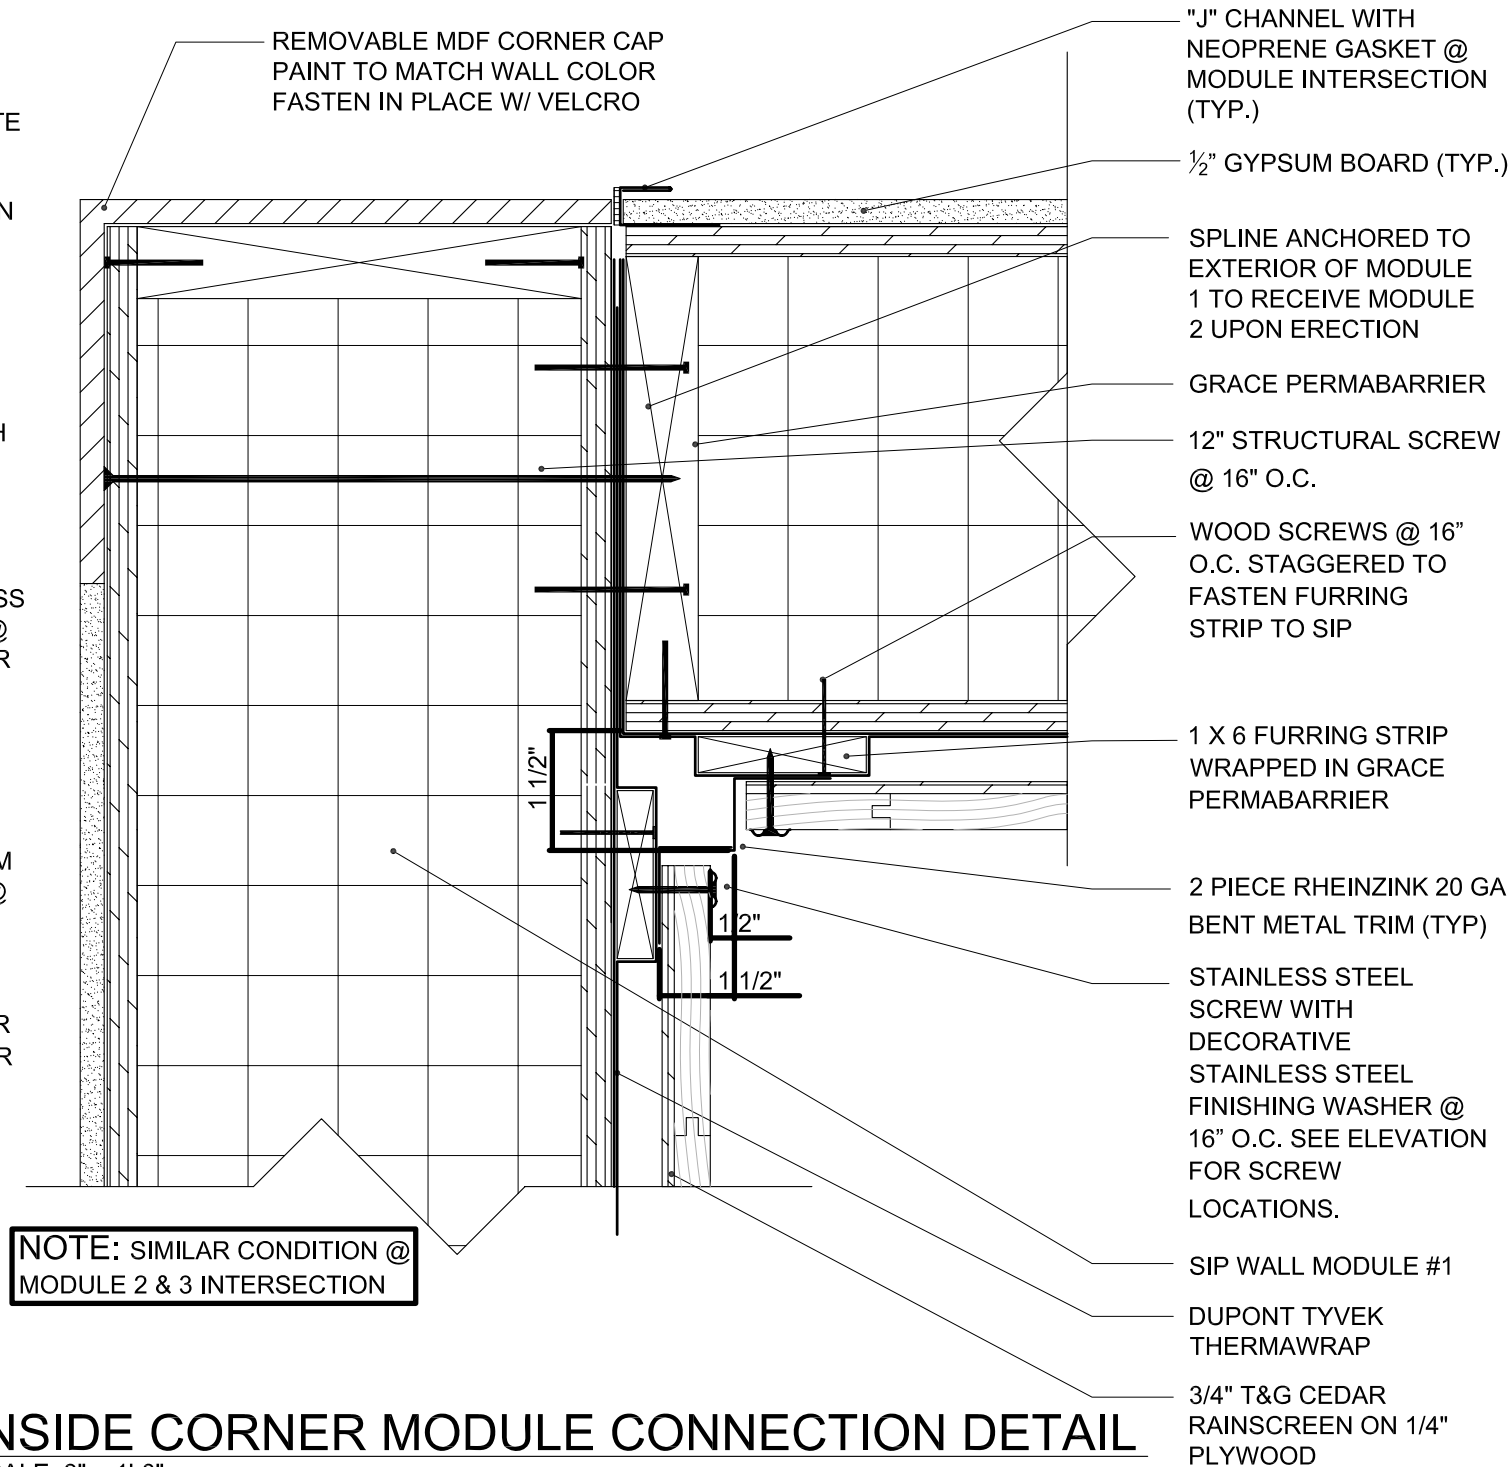 REMOVABLE MDF CORNER CAP
PAINT TO MATCH WALL COLOR
FASTEN IN PLACE W/ VELCRO
"J" CHANNEL WITH
NEOPRENE GASKET @
MODULE INTERSECTION
(TYP.)
½” GYPSUM BOARD (TYP.)
SPLINE ANCHORED TO
EXTERIOR OF MODULE
1 TO RECEIVE MODULE
2 UPON ERECTION
GRACE PERMABARRIER
12" STRUCTURAL SCREW
@ 16" O.C.
WOOD SCREWS @ 16”
O.C. STAGGERED TO
FASTEN FURRING
STRIP TO SIP
1 X 6 FURRING STRIP
WRAPPED IN GRACE
PERMABARRIER
2 PIECE RHEINZINK 20 GA
BENT METAL TRIM (TYP)
STAINLESS STEEL
SCREW WITH
DECORATIVE
STAINLESS STEEL
FINISHING WASHER @
16” O.C. SEE ELEVATION
FOR SCREW
LOCATIONS.
SIP WALL MODULE #1
DUPONT TYVEK
THERMAWRAP
3/4" T&G CEDAR
RAINSCREEN ON 1/4"
PLYWOOD
1 1/2"
1/2"
1 1/2"
TE
N
H
SS
@
R
M
@
R
R
NOTE: SIMILAR CONDITION @
MODULE 2 & 3 INTERSECTION
NSIDE CORNER MODULE CONNECTION DETAIL